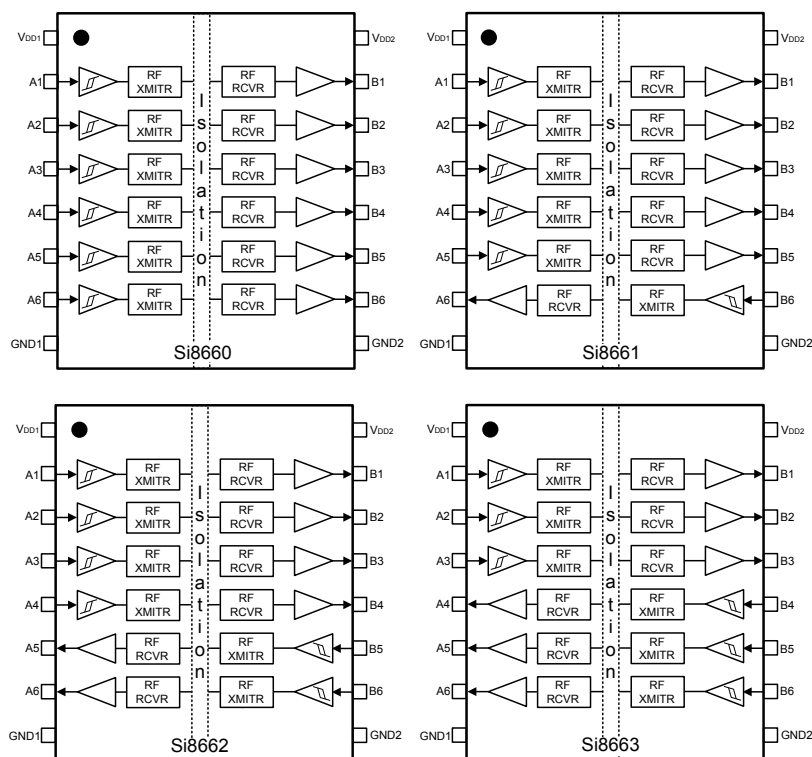 VDD1 VDD2
A1 RF XMITR RF RCVR B1
A2 RF XMITR RF RCVR B2
A3 RF XMITR RF RCVR B3
A4 RF XMITR RF RCVR B4
A5 RF XMITR RF RCVR B5
A6 RF XMITR RF RCVR B6
Isolation
GND1 GND2
Si8660
VDD1 VDD2
A1 RF XMITR RF RCVR B1
A2 RF XMITR RF RCVR B2
A3 RF XMITR RF RCVR B3
A4 RF XMITR RF RCVR B4
A5 RF XMITR RF RCVR B5
A6 RF RCVR RF XMITR B6
Isolation
GND1 GND2
Si8661
VDD1 VDD2
A1 RF XMITR RF RCVR B1
A2 RF XMITR RF RCVR B2
A3 RF XMITR RF RCVR B3
A4 RF XMITR RF RCVR B4
A5 RF RCVR RF XMITR B5
A6 RF RCVR RF XMITR B6
Isolation
GND1 GND2
Si8662
VDD1 VDD2
A1 RF XMITR RF RCVR B1
A2 RF XMITR RF RCVR B2
A3 RF XMITR RF RCVR B3
A4 RF RCVR RF XMITR B4
A5 RF RCVR RF XMITR B5
A6 RF RCVR RF XMITR B6
Isolation
GND1 GND2
Si8663